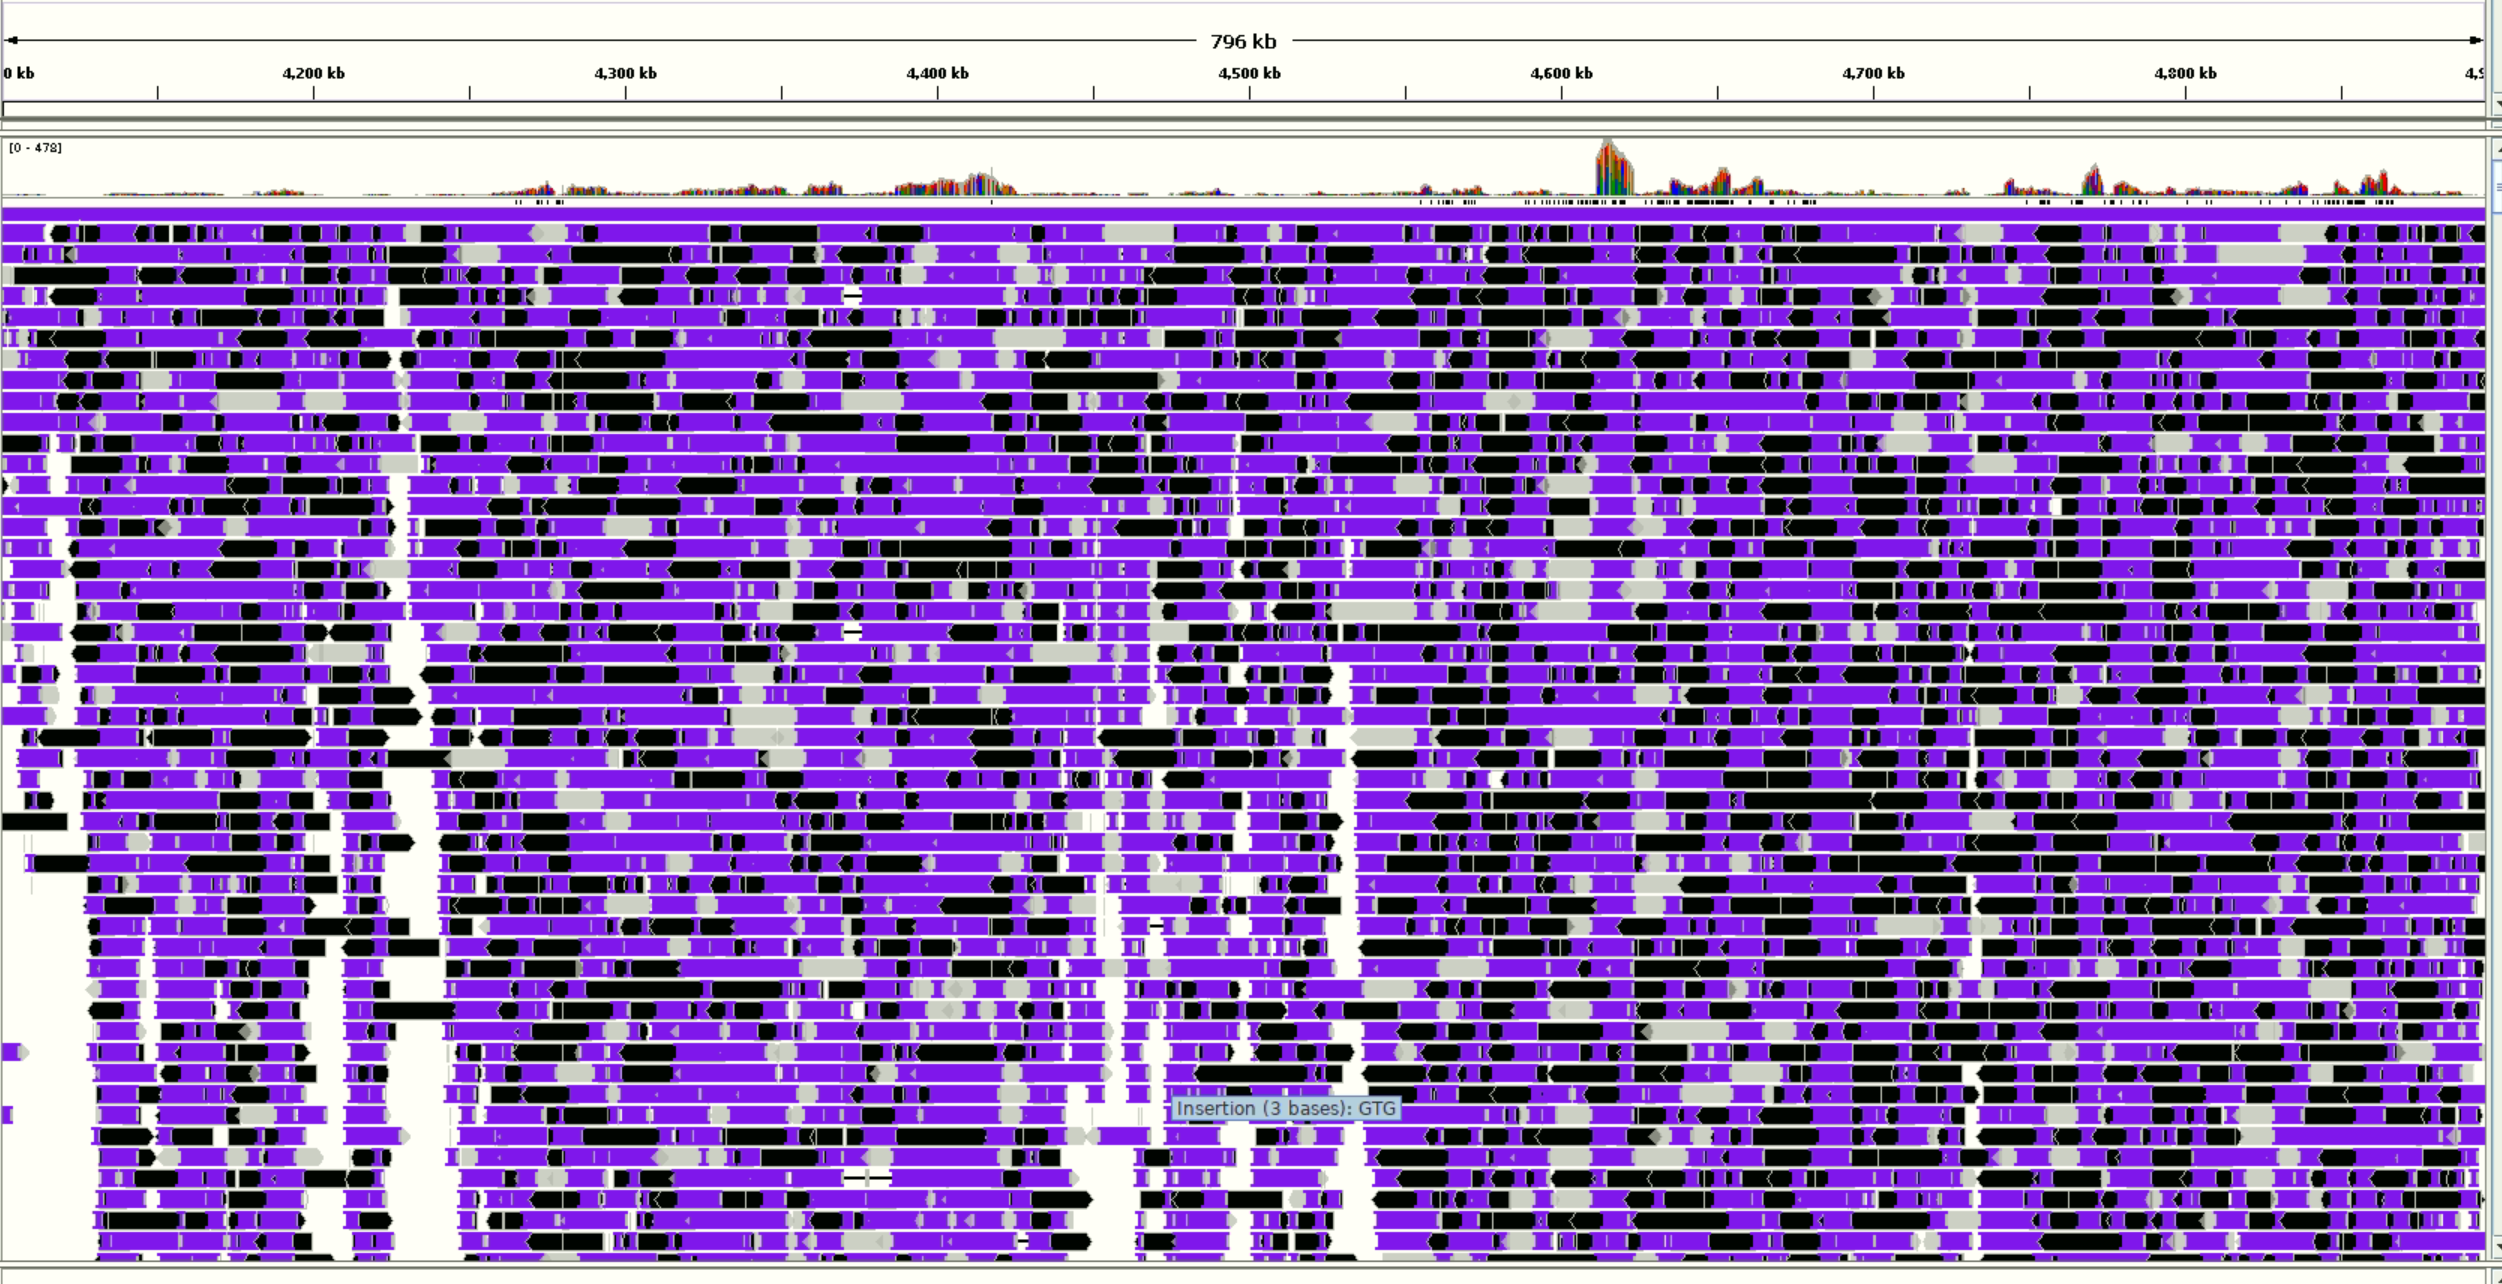 796 kb
0 kb 4,200 kb 4,300 kb 4,400 kb 4,500 kb 4,600 kb 4,700 kb 4,800 kb
[0 - 478]
Insertion (3 bases): GTG